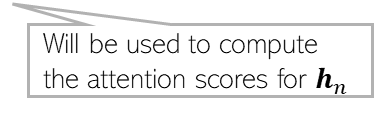 Will be used to compute
the attention scores for 𝒉ₙ